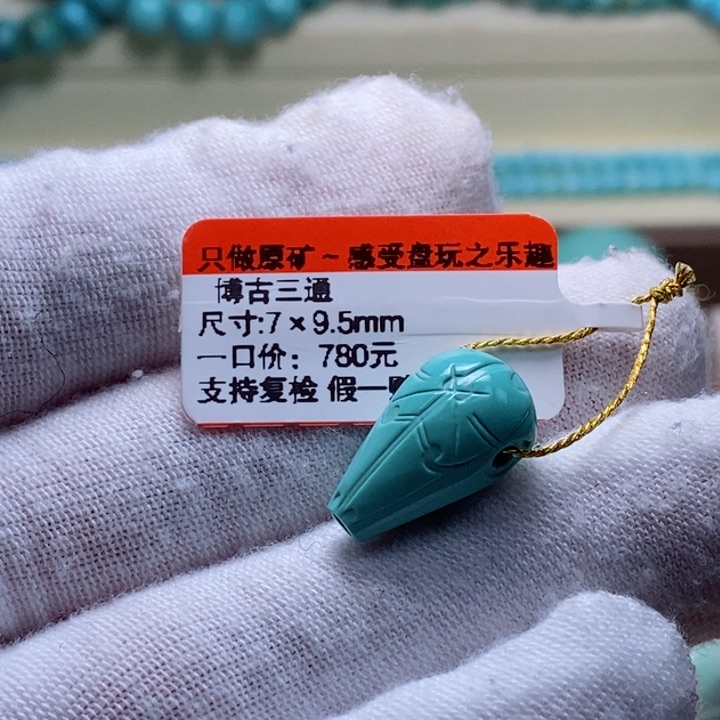 只做原矿~感受盘玩之乐趣
博古三通
尺寸:7×9.5mm
一口价：780元
支持复检 假一